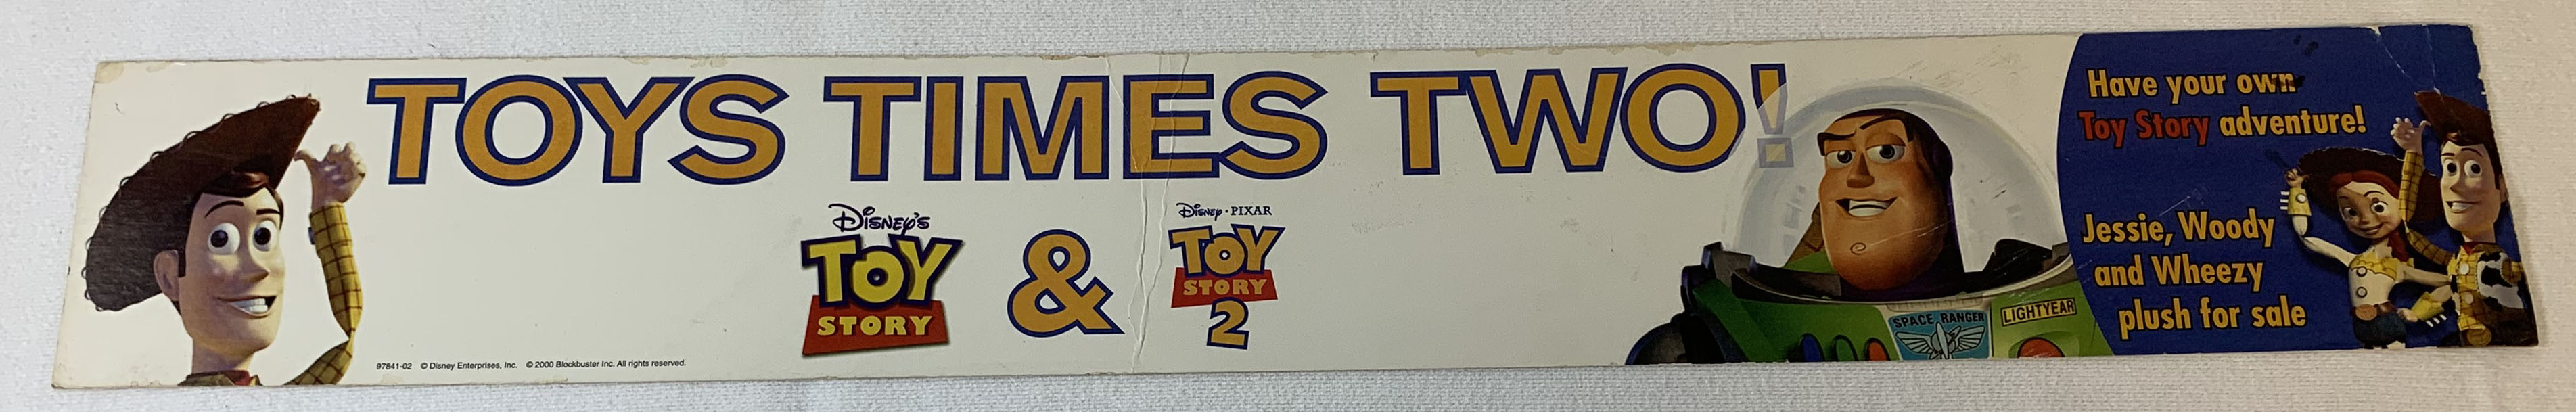 TOYS TIMES TWO!
DISNEY'S
TOY
STORY
&
DISNEY • PIXAR
TOY
STORY
2
SPACE RANGER
LIGHTYEAR
Have your own
Toy Story adventure!
Jessie, Woody
and Wheezy
plush for sale
97841-02 © Disney Enterprises, Inc. © 2000 Blockbuster Inc. All rights reserved.